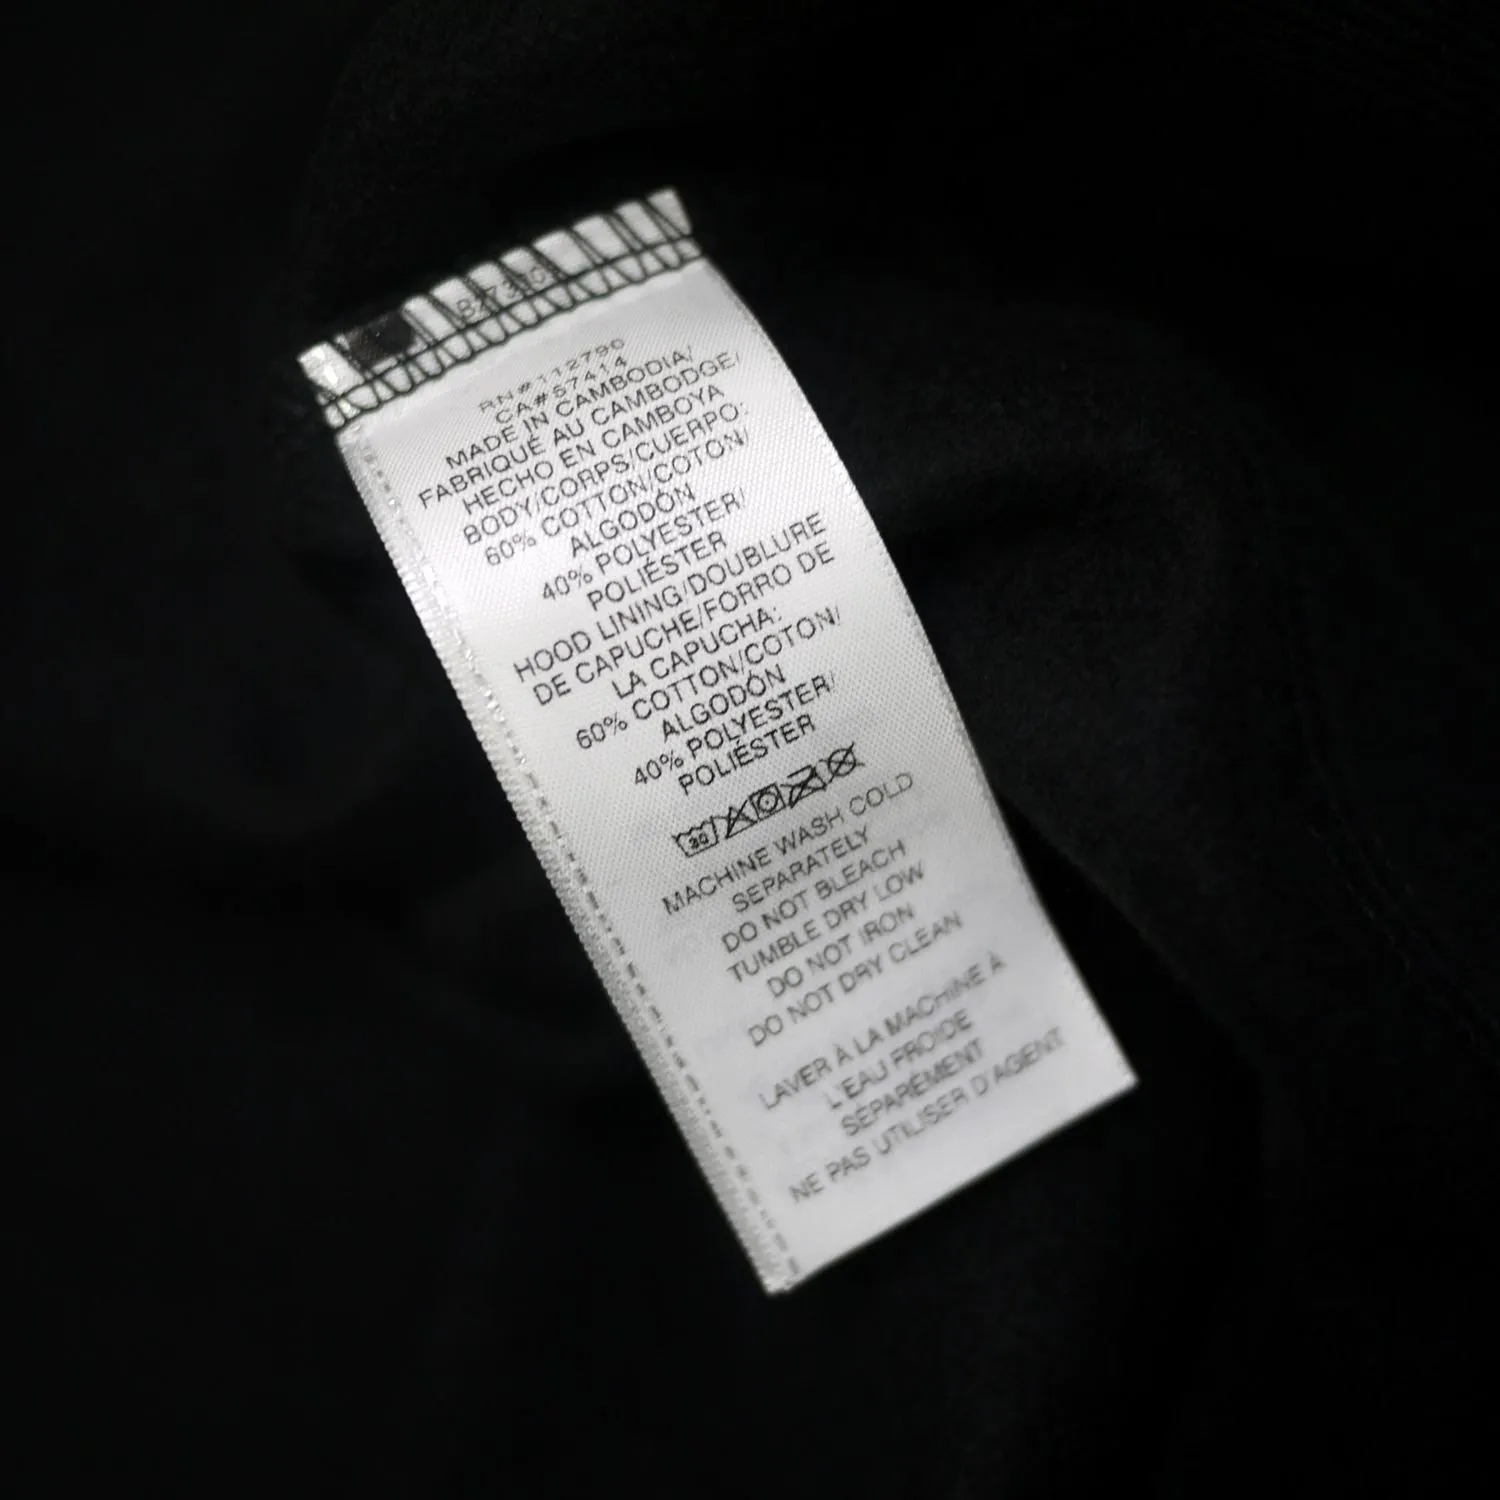 RN#112790
CA#57414
MADE IN CAMBODIA/
FABRIQUÉ AU CAMBODGE/
HECHO EN CAMBOYA
BODY/CORPS/CUERPO:
60% COTTON/COTON/
ALGODÓN
40% POLYESTER/
POLIÉSTER
HOOD LINING/DOUBLURE
DE CAPUCHE/FORRO DE
LA CAPUCHA:
60% COTTON/COTON/
ALGODÓN
40% POLYESTER/
POLIÉSTER
30
MACHINE WASH COLD
SEPARATELY
DO NOT BLEACH
TUMBLE DRY LOW
DO NOT IRON
DO NOT DRY CLEAN
LAVER À LA MACHINE À
L'EAU FROIDE
SÉPARÉMENT
NE PAS UTILISER D'AGENT